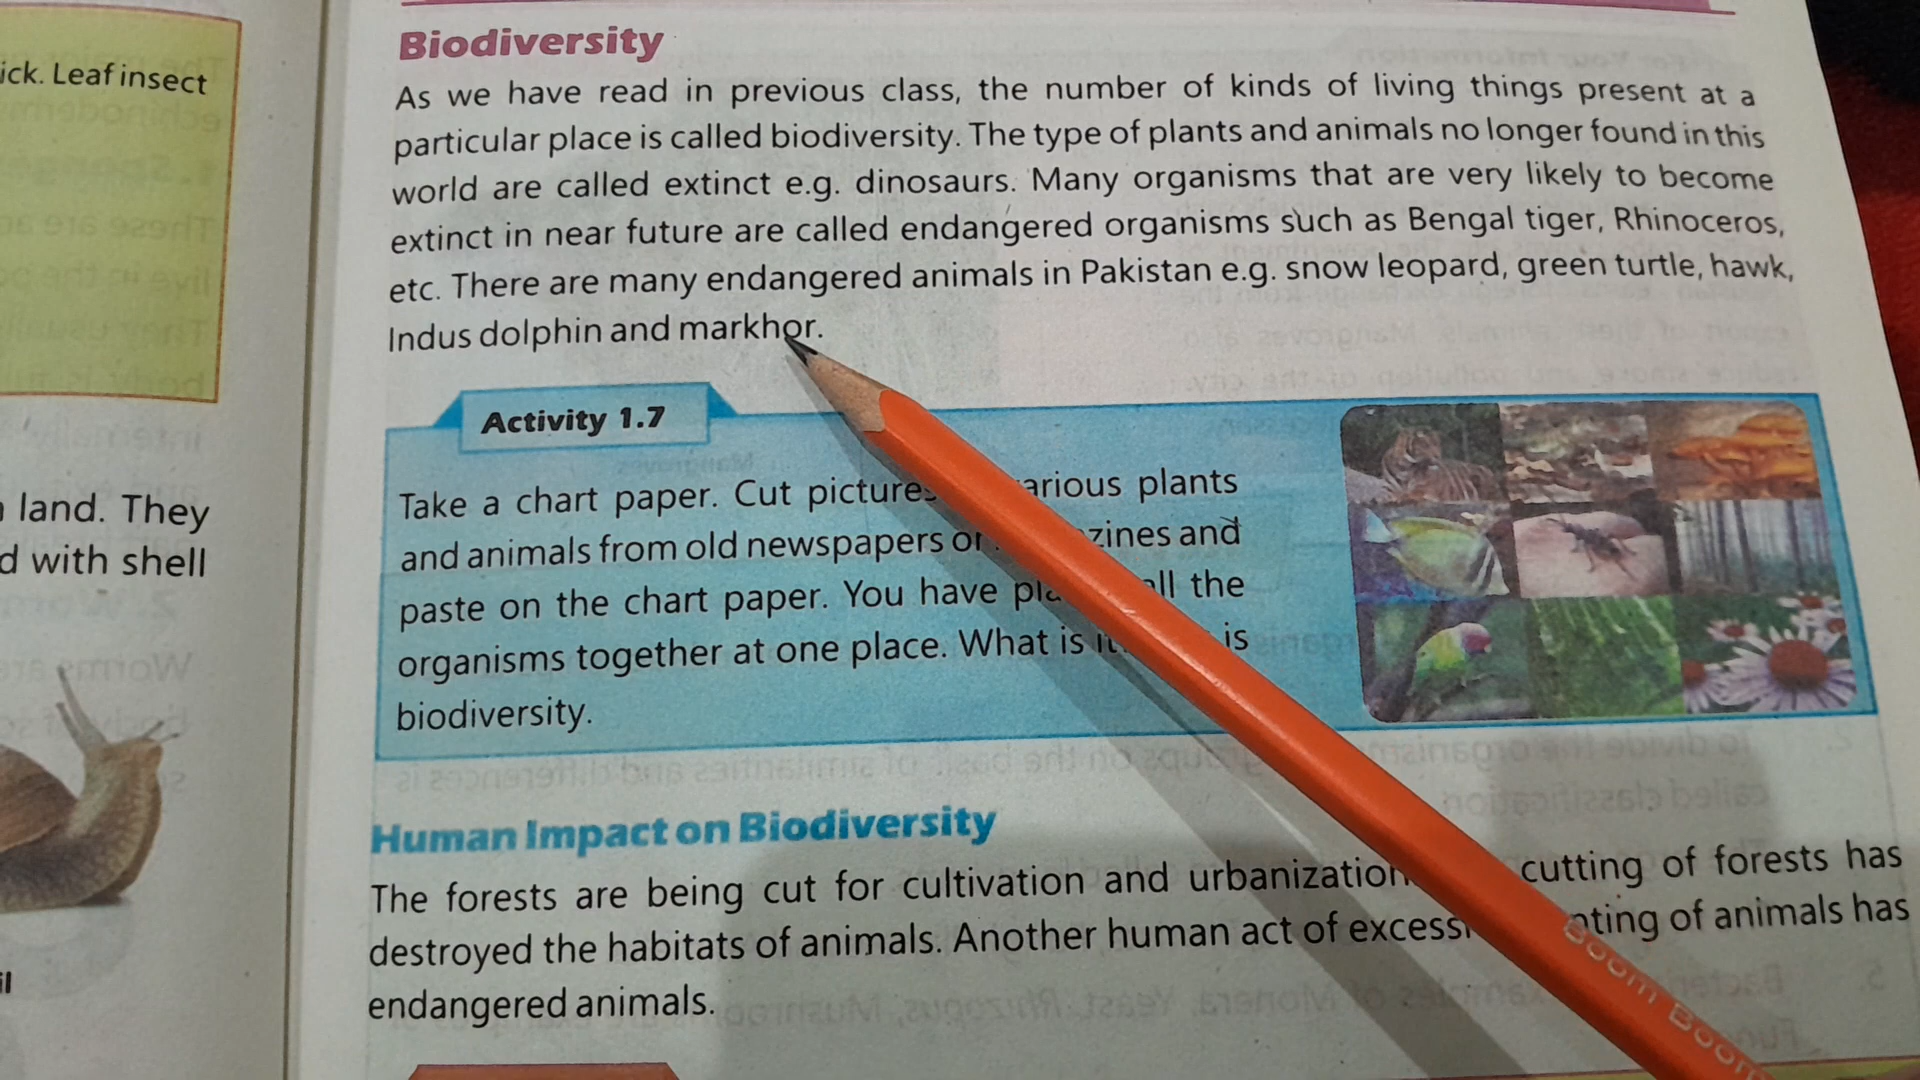 ick. Leaf insect
land. They
d with shell
Biodiversity
As we have read in previous class, the number of kinds of living things present at a
particular place is called biodiversity. The type of plants and animals no longer found in this
world are called extinct e.g. dinosaurs. Many organisms that are very likely to become
extinct in near future are called endangered organisms such as Bengal tiger, Rhinoceros,
etc. There are many endangered animals in Pakistan e.g. snow leopard, green turtle, hawk,
Indus dolphin and markhor.
Activity 1.7
Take a chart paper. Cut pictures arious plants
and animals from old newspapers or zines and
paste on the chart paper. You have pla ll the
organisms together at one place. What is it is
biodiversity.
Human Impact on Biodiversity
The forests are being cut for cultivation and urbanization cutting of forests has
destroyed the habitats of animals. Another human act of excessi nting of animals has
endangered animals.
Boom Boom